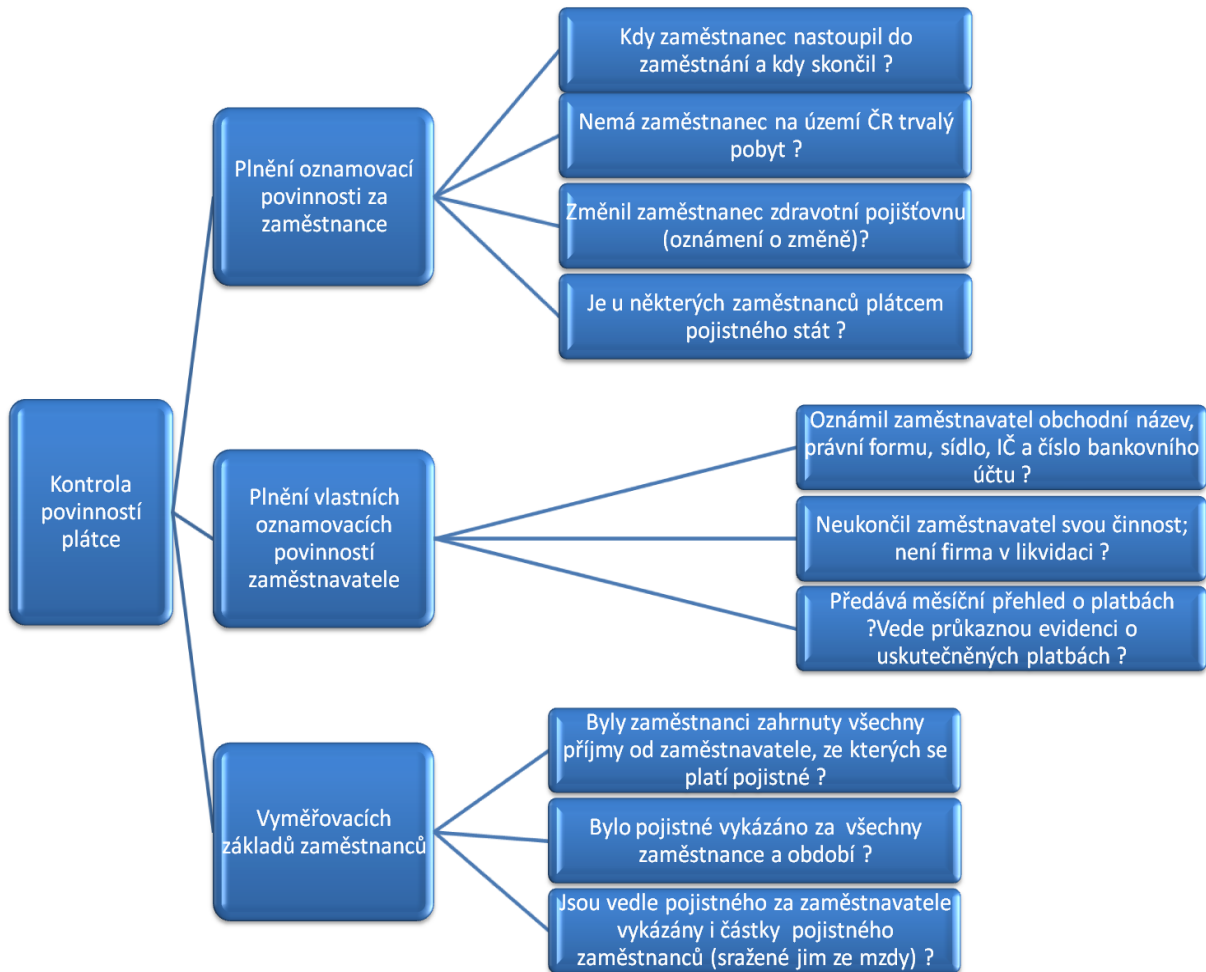 Kontrola
povinností
plátce
Plnění oznamovací
povinnosti za
zaměstnance
Kdy zaměstnanec nastoupil do
zaměstnání a kdy skončil ?
Nemá zaměstnanec na území ČR trvalý
pobyt ?
Změnil zaměstnanec zdravotní pojišťovnu
(oznámení o změně)?
Je u některých zaměstnanců plátcem
pojistného stát ?
Plnění vlastních
oznamovacích
povinností
zaměstnavatele
Oznámil zaměstnavatel obchodní název,
právní formu, sídlo, IČ a číslo bankovního
účtu ?
Neukončil zaměstnavatel svou činnost;
není firma v likvidaci ?
Předává měsíční přehled o platbách
?Vede průkaznou evidenci o
uskutečněných platbách ?
Vyměřovacích
základů zaměstnanců
Byly zaměstnanci zahrnuty všechny
příjmy od zaměstnavatele, ze kterých se
platí pojistné ?
Bylo pojistné vykázáno za všechny
zaměstnance a období ?
Jsou vedle pojistného za zaměstnavatele
vykázány i částky pojistného
zaměstnanců (sražené jim ze mzdy) ?